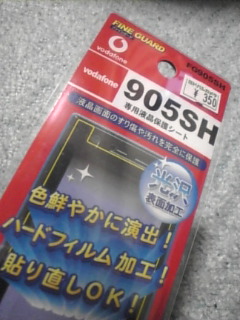 FINE GUARD
vodafone
FG905SH
¥350
vodafone
905SH
専用液晶保護シート
液晶画面のすり傷や汚れを完全に保護
光沢
表面加工
色鮮やかに演出!
ハードフィルム加工!
貼り直しOK!